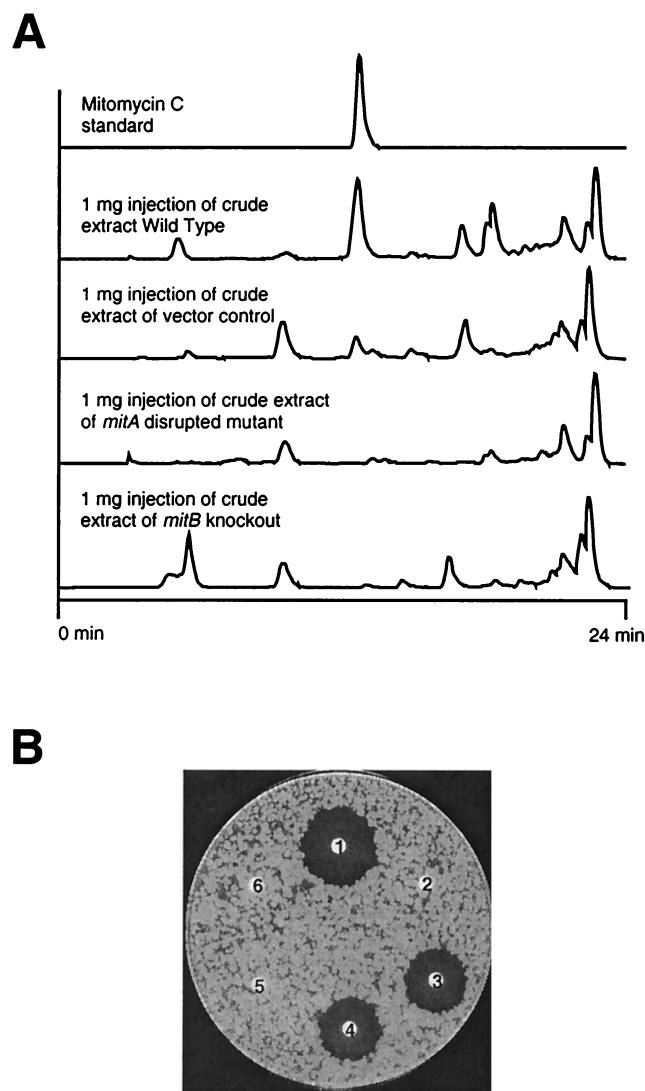 A
Mitomycin C
standard
1 mg injection of crude
extract Wild Type
1 mg injection of crude
extract of vector control
1 mg injection of crude extract
of mitA disrupted mutant
1 mg injection of crude
extract of mitB knockout
0 min
24 min
B
1
6
2
3
5
4